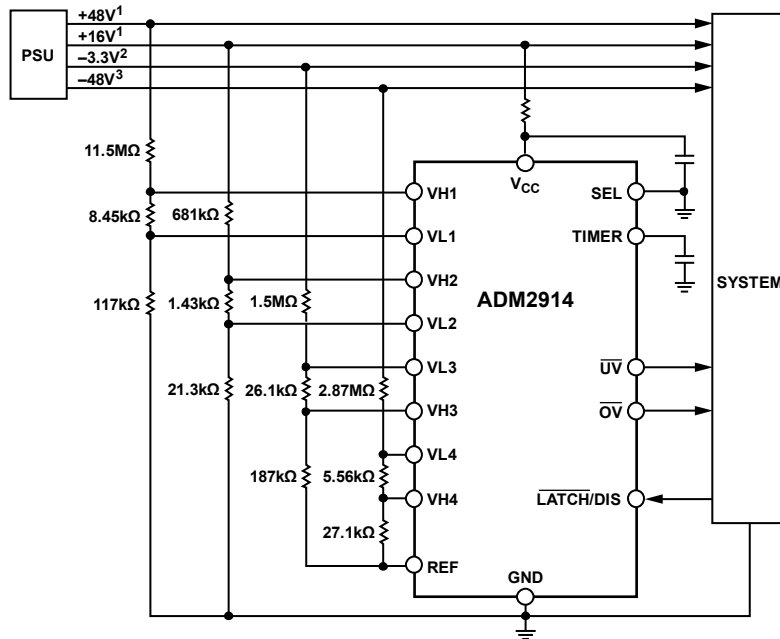 +48V¹
+16V¹
–3.3V²
–48V³
PSU
11.5MΩ
8.45kΩ
117kΩ
681kΩ
1.43kΩ
21.3kΩ
1.5MΩ
26.1kΩ
187kΩ
2.87MΩ
5.56kΩ
27.1kΩ
VH1
VL1
VH2
VL2
VL3
VH3
VL4
VH4
REF
VCC
ADM2914
GND
SEL
TIMER
UV
OV
LATCH/DIS
SYSTEM